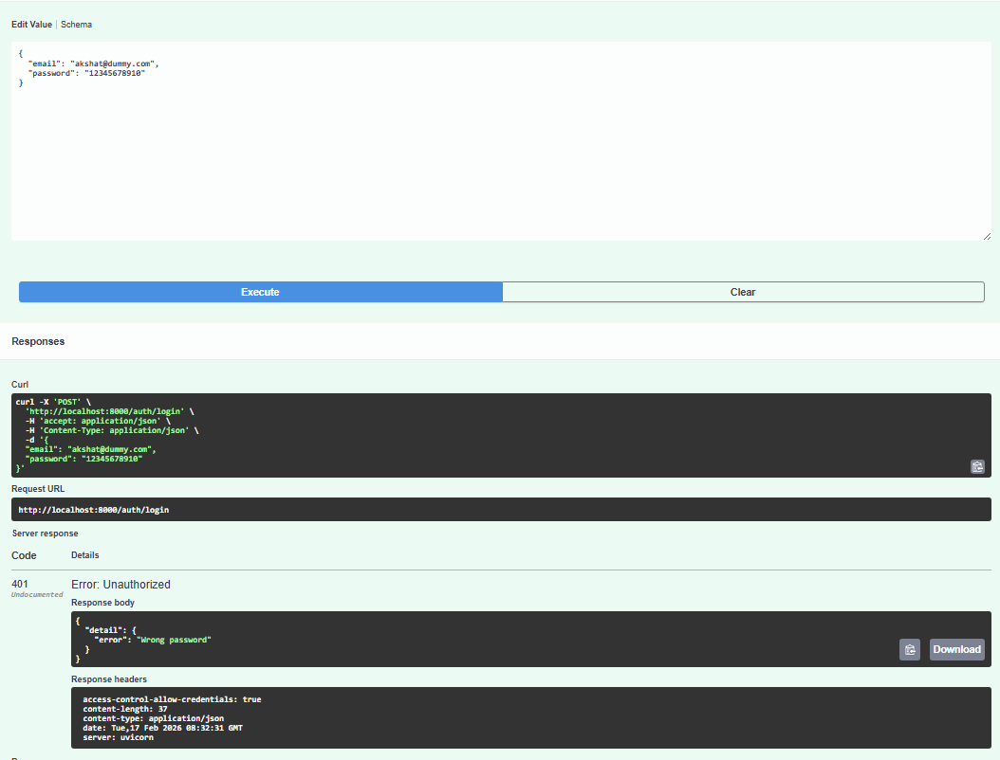 Edit Value | Schema
{
  "email": "akshat@dummy.com",
  "password": "12345678910"
}
Execute
Clear
Responses
Curl
curl -X 'POST' \
  'http://localhost:8000/auth/login' \
  -H 'accept: application/json' \
  -H 'Content-Type: application/json' \
  -d '{
  "email": "akshat@dummy.com",
  "password": "12345678910"
}'
Request URL
http://localhost:8000/auth/login
Server response
Code Details
401 Error: Unauthorized
Undocumented
Response body
{
  "detail": {
    "error": "Wrong password"
  }
}
Download
Response headers
access-control-allow-credentials: true
content-length: 37
content-type: application/json
date: Tue,17 Feb 2026 08:32:31 GMT
server: uvicorn